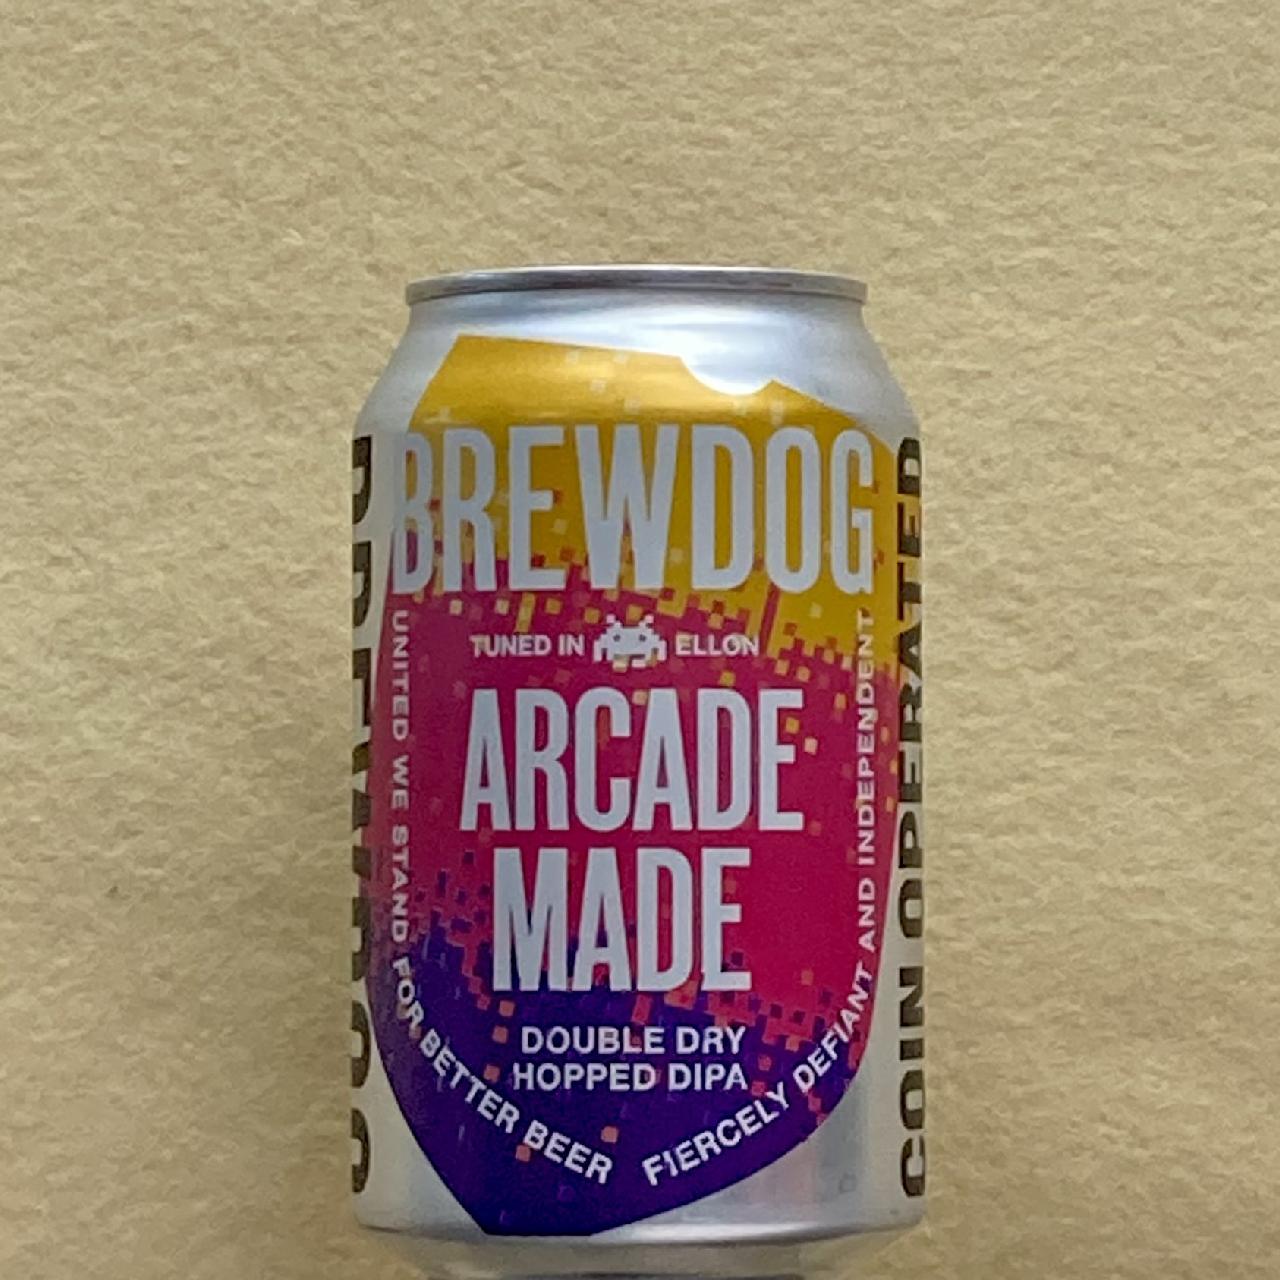 BREWDOG
TUNED IN ELLON
ARCADE
MADE
DOUBLE DRY
HOPPED DIPA
UNITED WE STAND FOR BETTER BEER
FIERCELY DEFIANT AND INDEPENDENT
COIN OPERATED